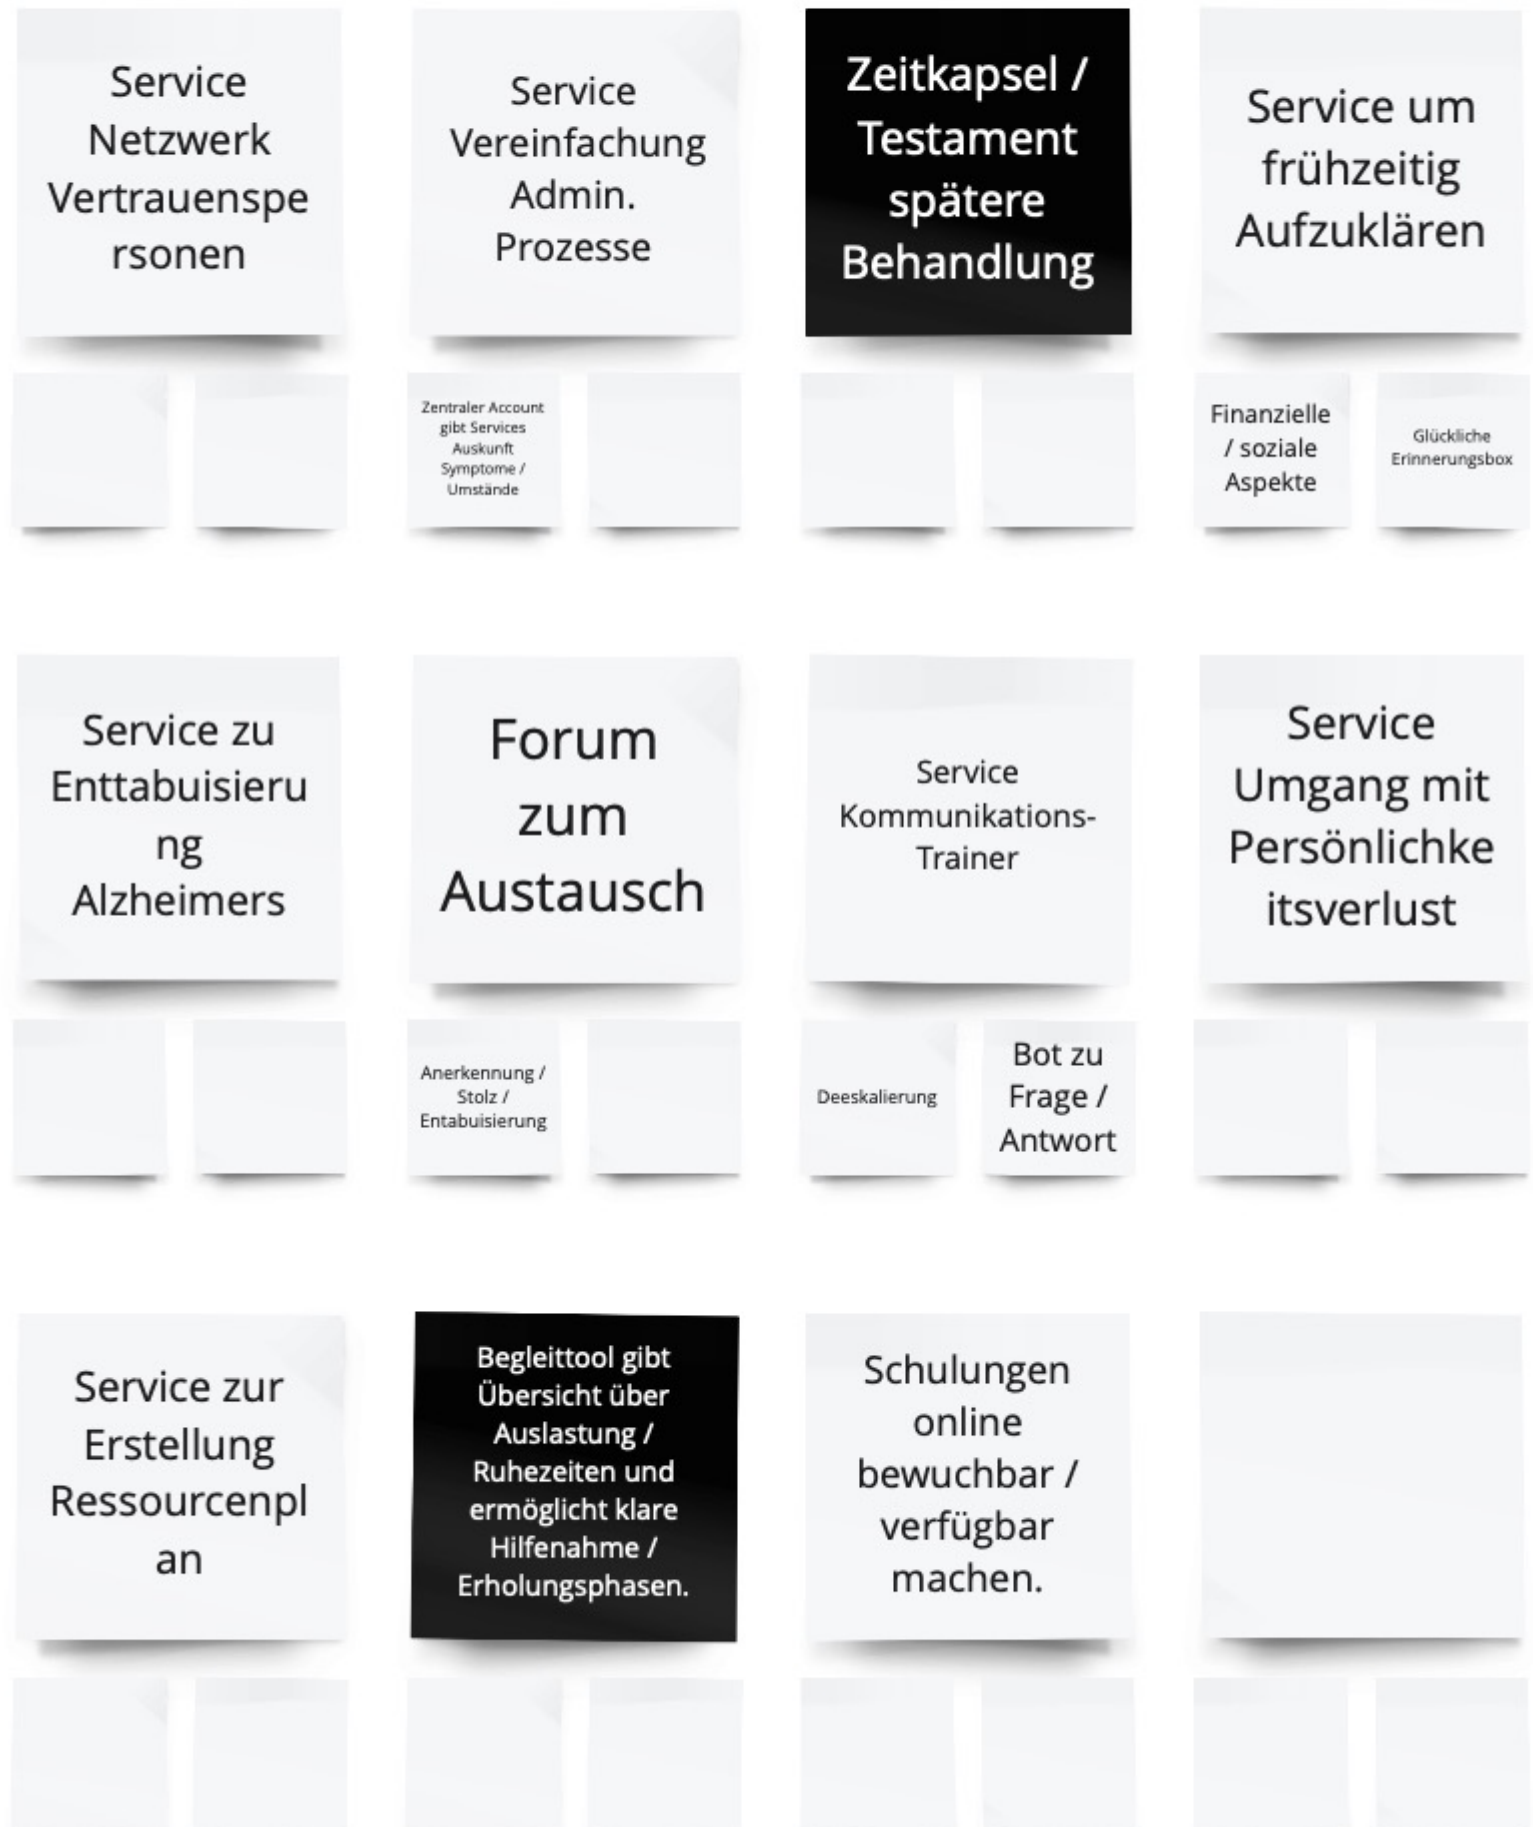 Service
Netzwerk
Vertrauenspe
rsonen
Service
Vereinfachung
Admin.
Prozesse
Zeitkapsel /
Testament
spätere
Behandlung
Service um
frühzeitig
Aufzuklären
Zentraler Account
gibt Services
Auskunft
Symptome /
Umstände
Finanzielle
/ soziale
Aspekte
Glückliche
Erinnerungsbox
Service zu
Enttabuisieru
ng
Alzheimers
Forum
zum
Austausch
Service
Kommunikations-
Trainer
Service
Umgang mit
Persönlichke
itsverlust
Anerkennung /
Stolz /
Entabuisierung
Deeskalierung
Bot zu
Frage /
Antwort
Service zur
Erstellung
Ressourcenpl
an
Begleittool gibt
Übersicht über
Auslastung /
Ruhezeiten und
ermöglicht klare
Hilfenahme /
Erholungsphasen.
Schulungen
online
bewuchbar /
verfügbar
machen.